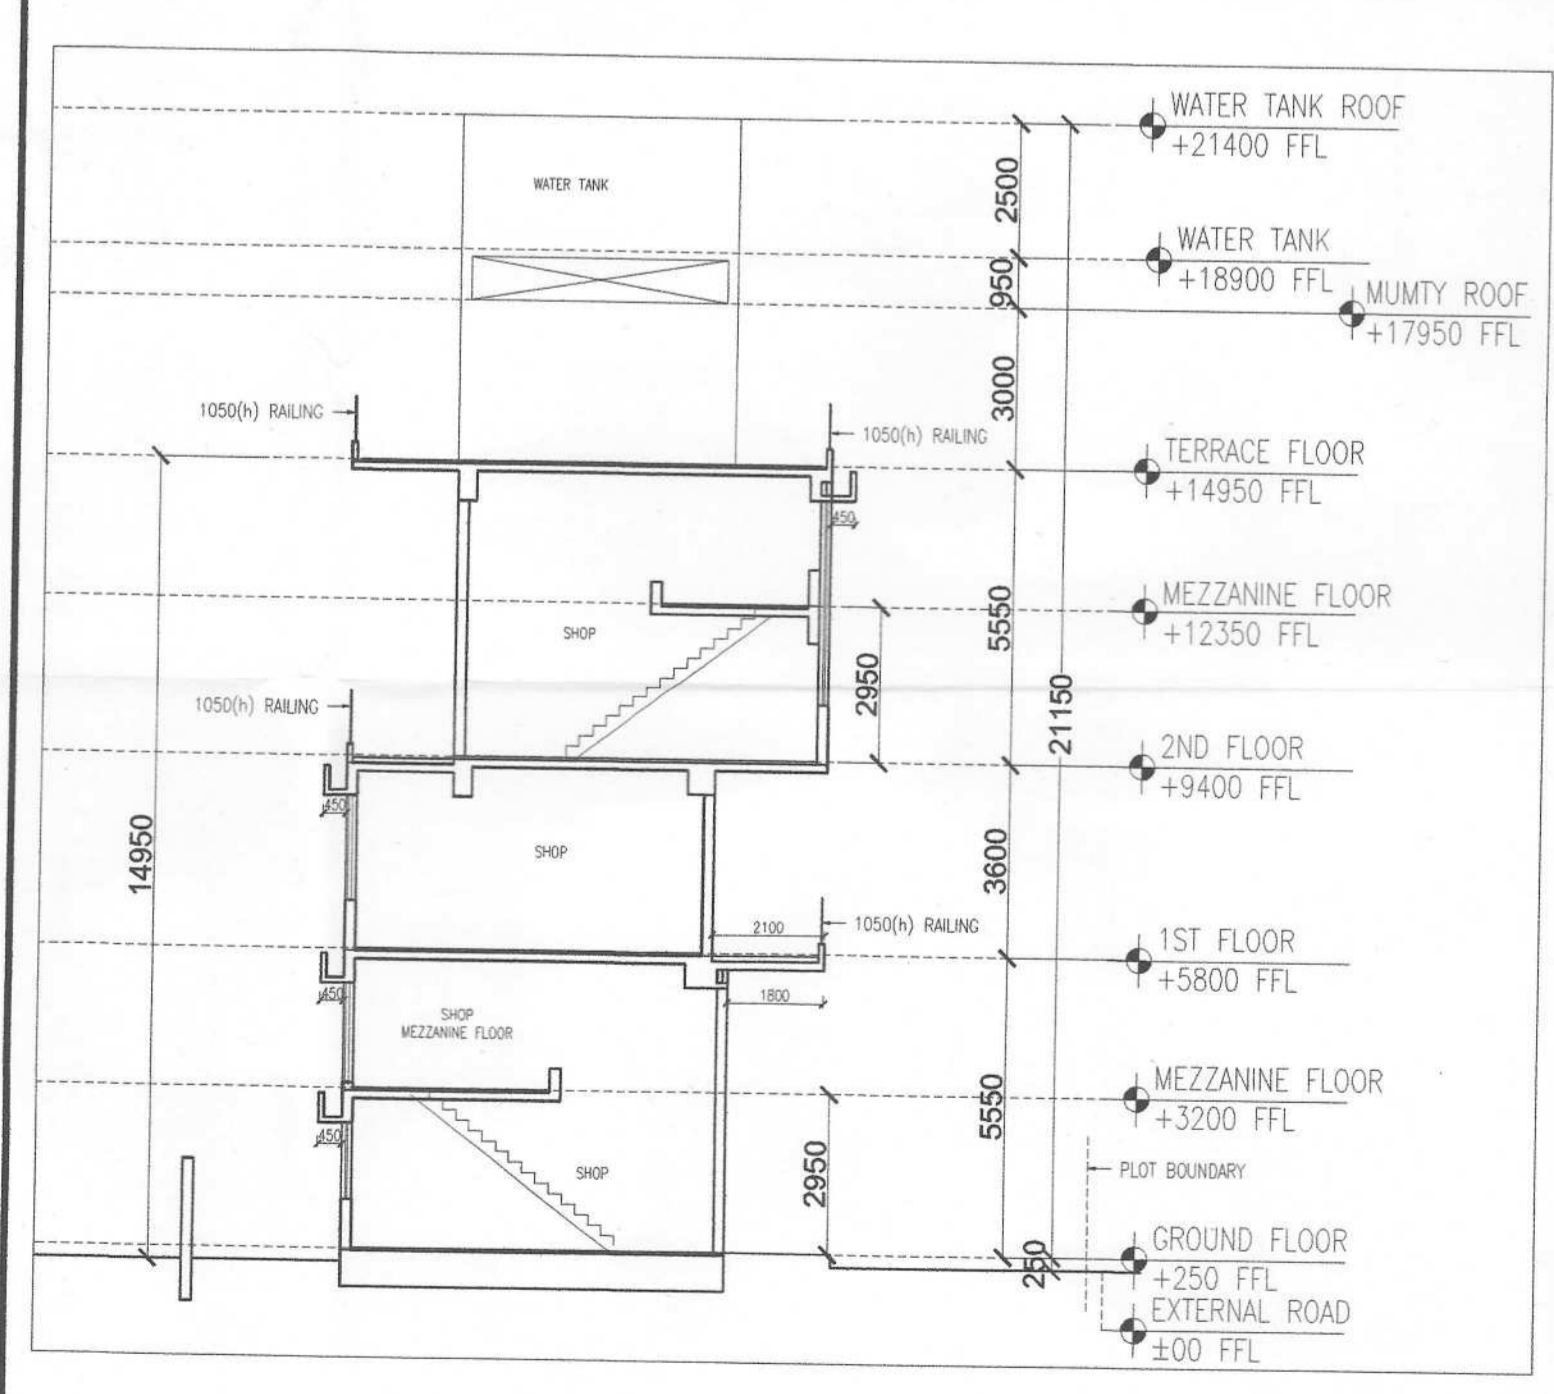 WATER TANK ROOF
+21400 FFL
WATER TANK
2500
WATER TANK
+18900 FFL
950
MUMTY ROOF
+17950 FFL
3000
1050(h) RAILING
1050(h) RAILING
TERRACE FLOOR
+14950 FFL
450
MEZZANINE FLOOR
+12350 FFL
5550
SHOP
2950
1050(h) RAILING
21150
2ND FLOOR
+9400 FFL
450
14950
SHOP
3600
2100
1050(h) RAILING
1ST FLOOR
+5800 FFL
450
1800
SHOP
MEZZANINE FLOOR
MEZZANINE FLOOR
+3200 FFL
5550
450
2950
SHOP
PLOT BOUNDARY
GROUND FLOOR
+250 FFL
250
EXTERNAL ROAD
±00 FFL